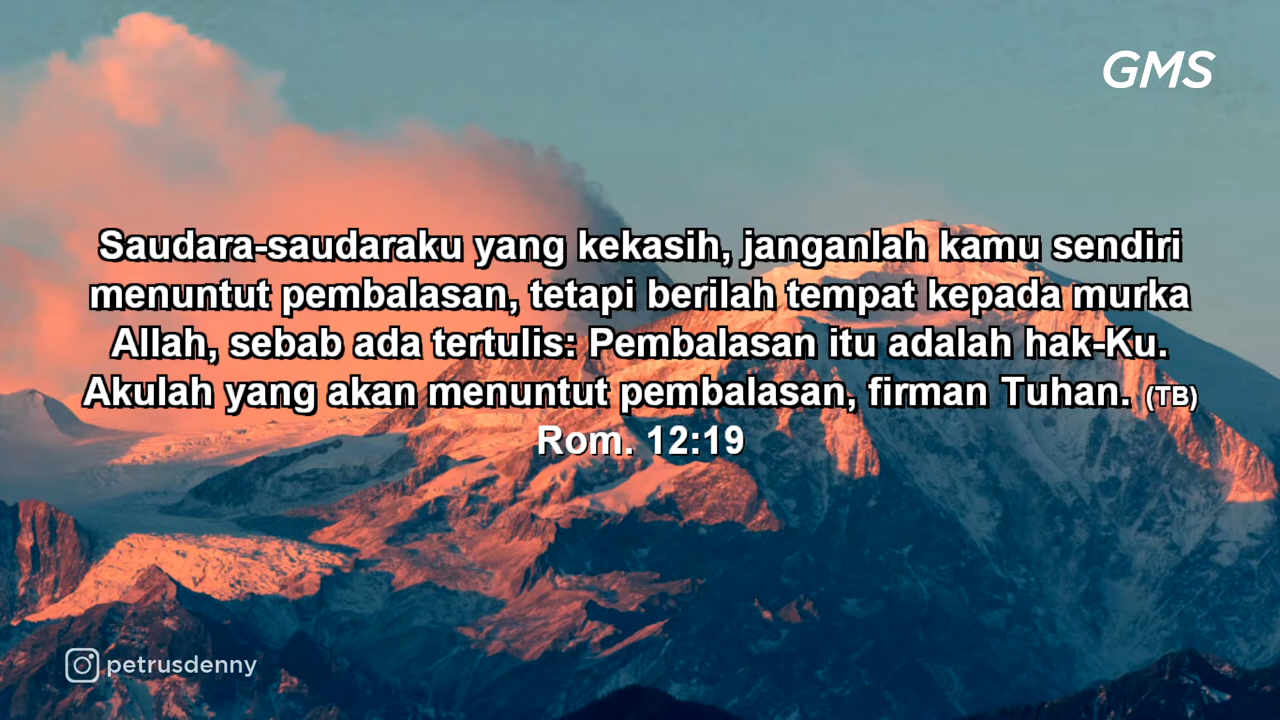 GMS
Saudara-saudaraku yang kekasih, janganlah kamu sendiri
menuntut pembalasan, tetapi berilah tempat kepada murka
Allah, sebab ada tertulis: Pembalasan itu adalah hak-Ku.
Akulah yang akan menuntut pembalasan, firman Tuhan. (TB)
Rom. 12:19
petrusdenny